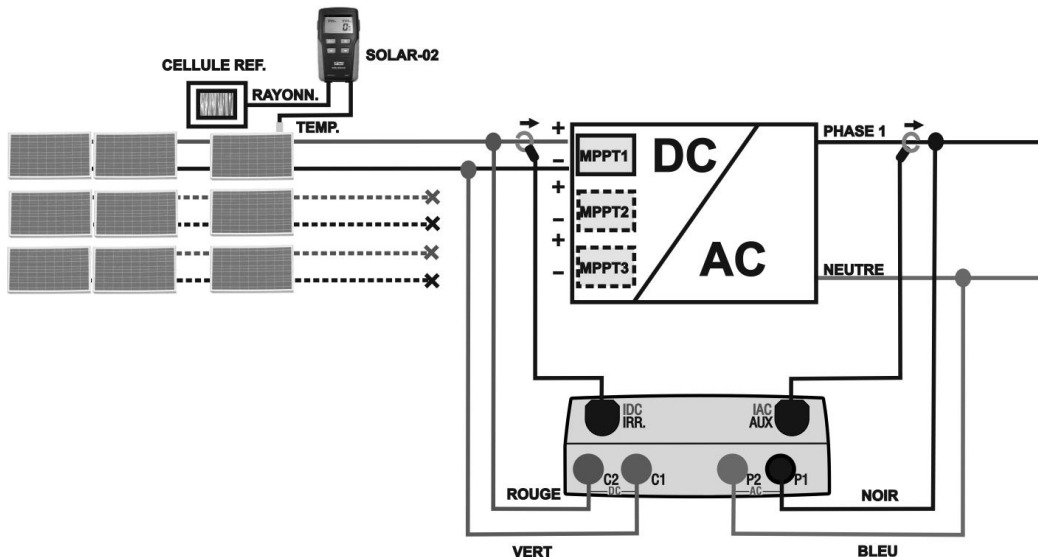 SOLAR-02
CELLULE REF.
RAYONN.
TEMP.
+
−
MPPT1
DC
PHASE 1
+
−
MPPT2
+
−
MPPT3
AC
NEUTRE
IDC
IRR.
IAC
AUX
C2
C1
DC
P2
P1
AC
ROUGE
NOIR
VERT
BLEU